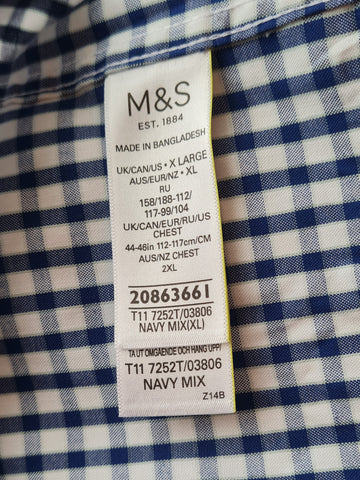 M&S
EST. 1884
MADE IN BANGLADESH
UK/CAN/US • X LARGE
AUS/EUR/NZ • XL
RU
158/188-112/
117-99/104
UK/CAN/EUR/RU/US
CHEST
44-46in 112-117cm/CM
AUS/NZ CHEST
2XL
20863661
T11 7252T/03806
NAVY MIX(XL)
TA UT OMGAENDE OCH HANG UPP/
T11 7252T/03806
NAVY MIX
Z14B